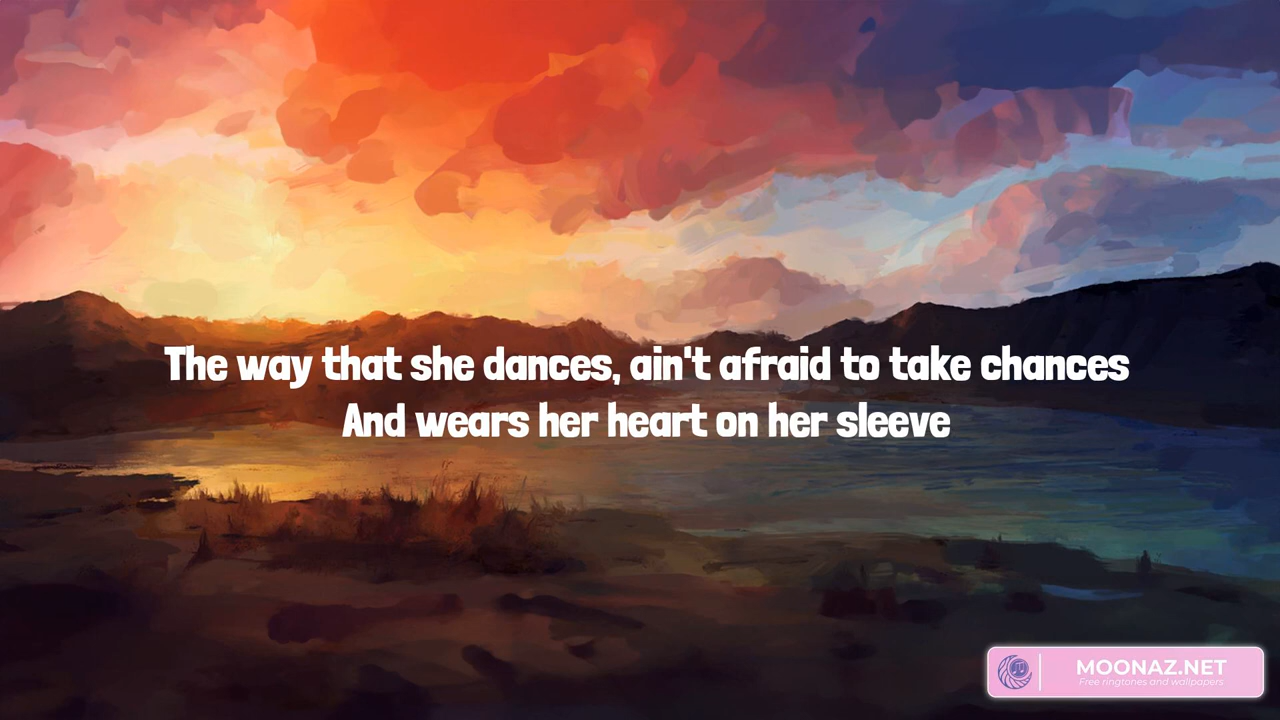 The way that she dances, ain't afraid to take chances
And wears her heart on her sleeve
MOONAZ.NET
Free ringtones and wallpapers